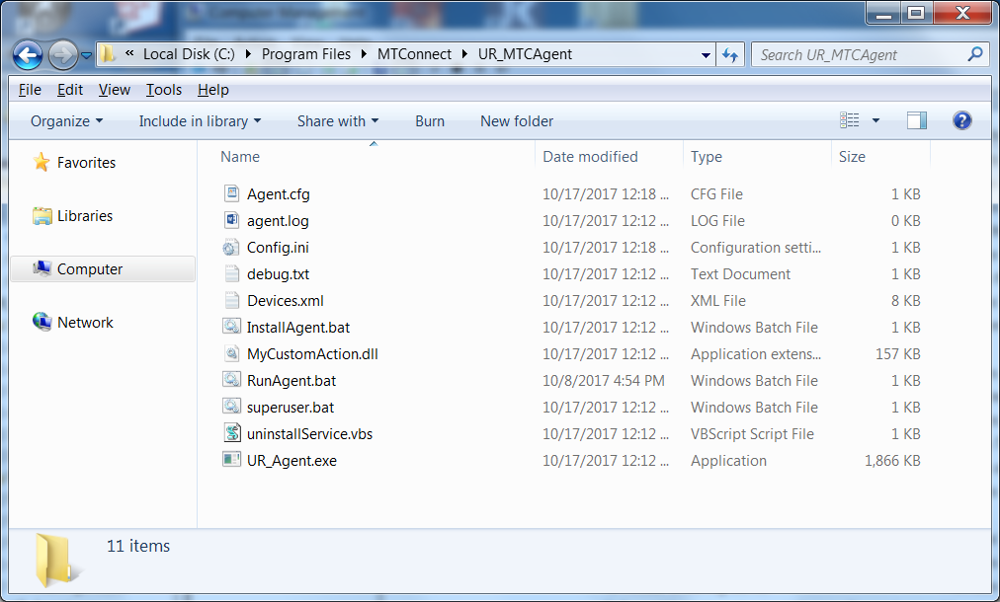 « Local Disk (C:) Program Files MTConnect UR_MTCAgent Search UR_MTCAgent
File Edit View Tools Help
Organize Include in library Share with Burn New folder
Name Date modified Type Size
Favorites
Libraries
Computer
Network
Agent.cfg 10/17/2017 12:18 ... CFG File 1 KB
agent.log 10/17/2017 12:12 ... LOG File 0 KB
Config.ini 10/17/2017 12:18 ... Configuration setti... 1 KB
debug.txt 10/17/2017 12:12 ... Text Document 1 KB
Devices.xml 10/17/2017 12:12 ... XML File 8 KB
InstallAgent.bat 10/17/2017 12:12 ... Windows Batch File 1 KB
MyCustomAction.dll 10/17/2017 12:12 ... Application extens... 157 KB
RunAgent.bat 10/8/2017 4:54 PM Windows Batch File 1 KB
superuser.bat 10/17/2017 12:12 ... Windows Batch File 1 KB
uninstallService.vbs 10/17/2017 12:12 ... VBScript Script File 1 KB
UR_Agent.exe 10/17/2017 12:12 ... Application 1,866 KB
11 items